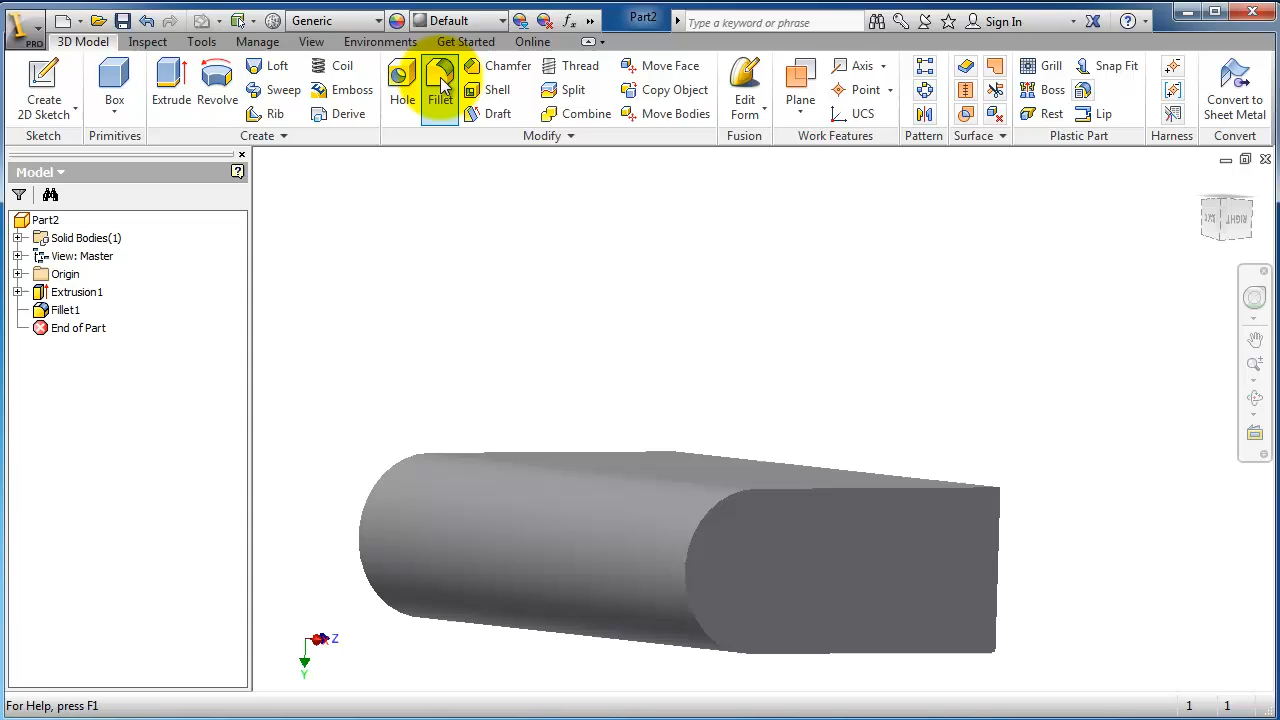 Generic Default Part2 Type a keyword or phrase Sign In
PRO 3D Model Inspect Tools Manage View Environments Get Started Online
Create 2D Sketch Box Extrude Revolve Loft Coil Hole Fillet Chamfer Thread Move Face Edit Form Plane Axis Grill Snap Fit Convert to Sheet Metal
Sweep Emboss Shell Split Copy Object Point Boss
Rib Derive Draft Combine Move Bodies UCS Rest Lip
Sketch Primitives Create Modify Fusion Work Features Pattern Surface Plastic Part Harness Convert
Model
Part2
Solid Bodies(1)
View: Master
Origin
Extrusion1
Fillet1
End of Part
RIGHT
Z
Y
For Help, press F1 1 1